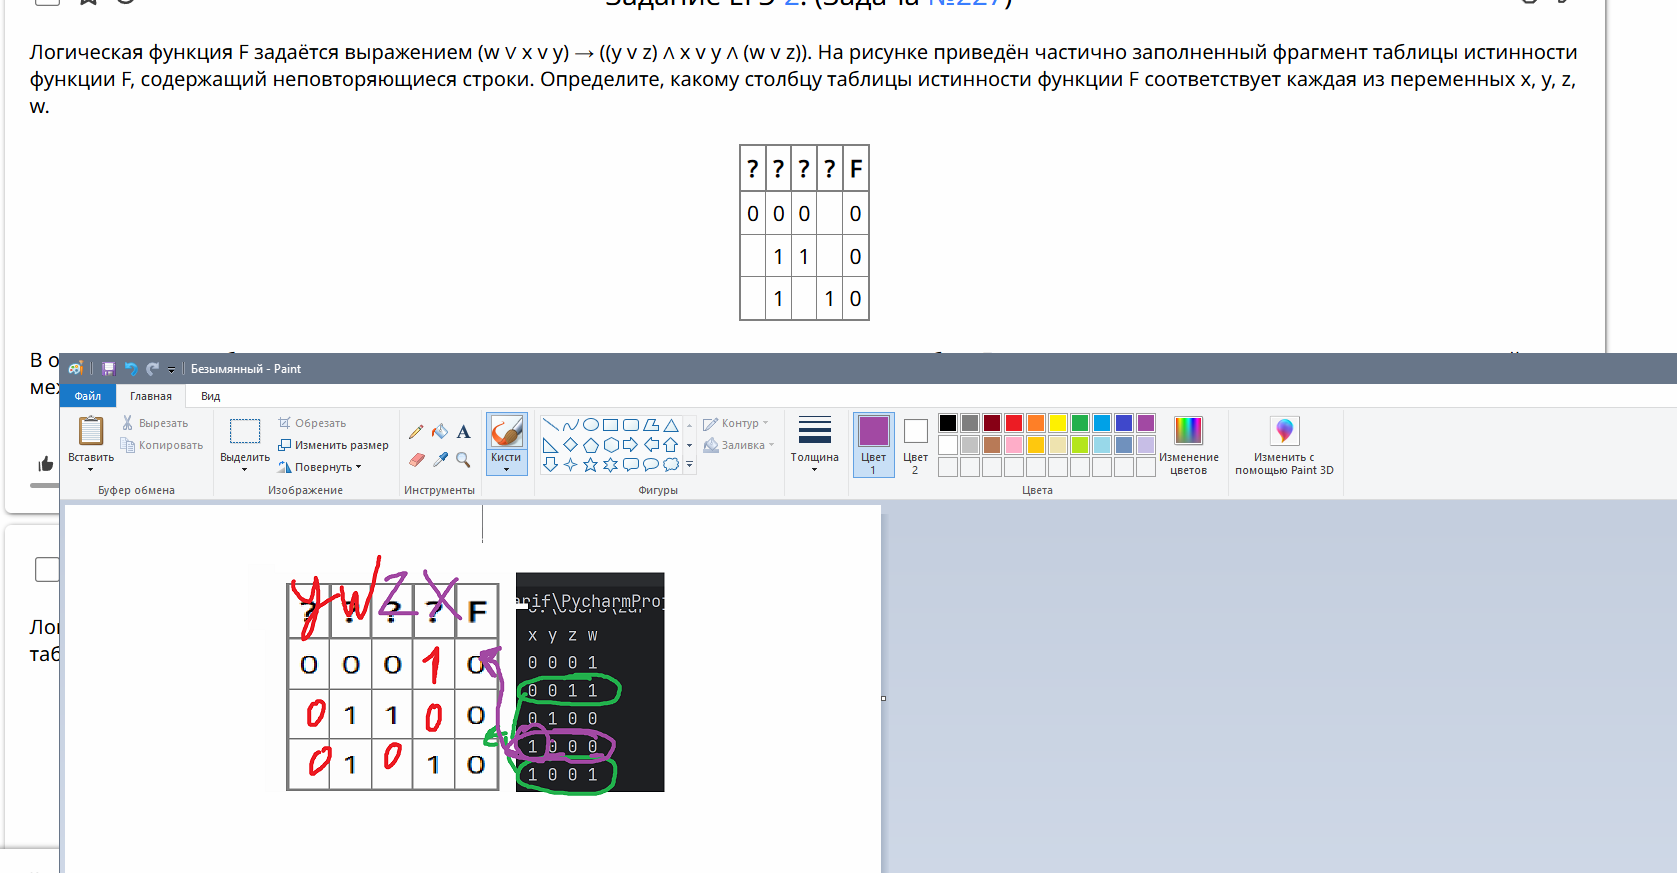 Задание ЕГЭ 2. (Задача №227)
Логическая функция F задаётся выражением (w ∨ x ∨ y) → ((y ∨ z) ∧ x ∨ y ∧ (w ∨ z)). На рисунке приведён частично заполненный фрагмент таблицы истинности
функции F, содержащий неповторяющиеся строки. Определите, какому столбцу таблицы истинности функции F соответствует каждая из переменных x, y, z,
w.
? ? ? ? F
0 0 0 0
1 1 0
1 1 0
В о
Безымянный - Paint
Файл Главная Вид
Вставить
Вырезать
Копировать
Буфер обмена
Выделить
Обрезать
Изменить размер
Повернуть
Изображение
A
Инструменты
Кисти
Контур
Заливка
Фигуры
Толщина
Цвет 1
Цвет 2
Изменение цветов
Цвета
Изменить с помощью Paint 3D
y w z x
? ? ? ? F
0 0 0 1 0
0 1 1 0 0
0 1 0 1 0
arif\PycharmProj
x y z w
0 0 0 1
0 0 1 1
0 1 0 0
1 0 0 0
1 0 0 1
Ло
таб